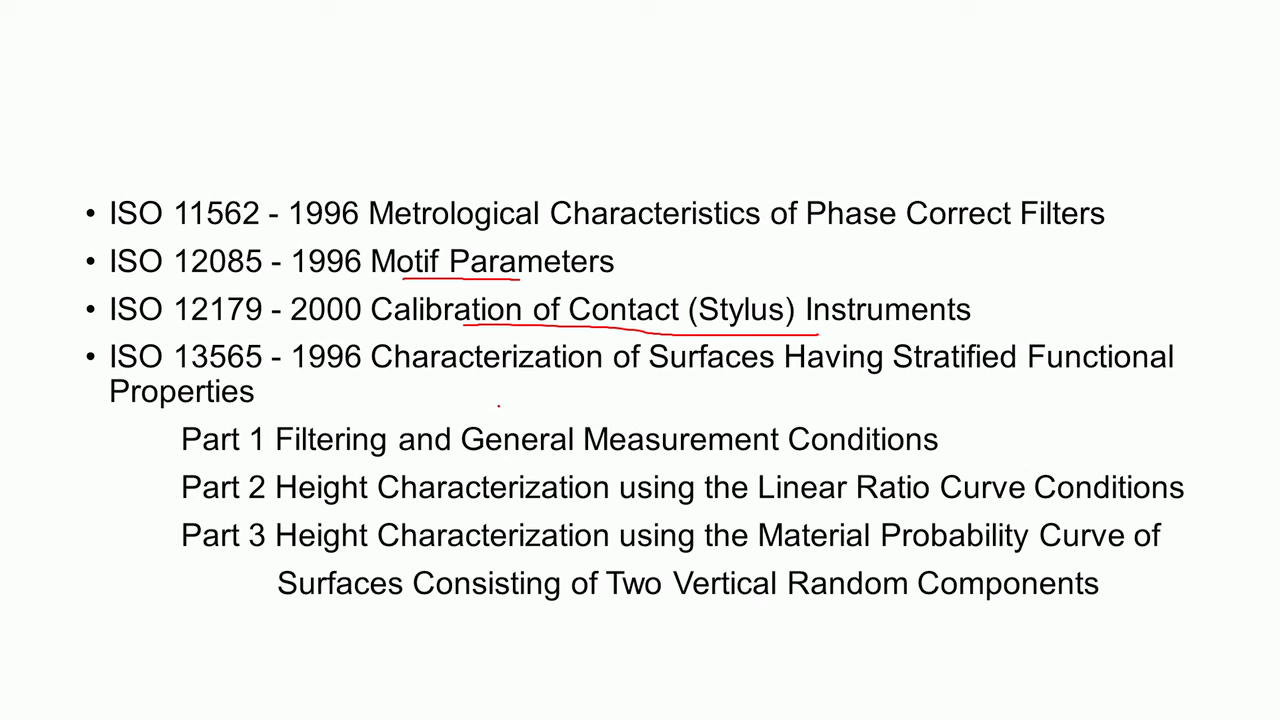 • ISO 11562 - 1996 Metrological Characteristics of Phase Correct Filters
• ISO 12085 - 1996 Motif Parameters
• ISO 12179 - 2000 Calibration of Contact (Stylus) Instruments
• ISO 13565 - 1996 Characterization of Surfaces Having Stratified Functional
Properties
Part 1 Filtering and General Measurement Conditions
Part 2 Height Characterization using the Linear Ratio Curve Conditions
Part 3 Height Characterization using the Material Probability Curve of
Surfaces Consisting of Two Vertical Random Components